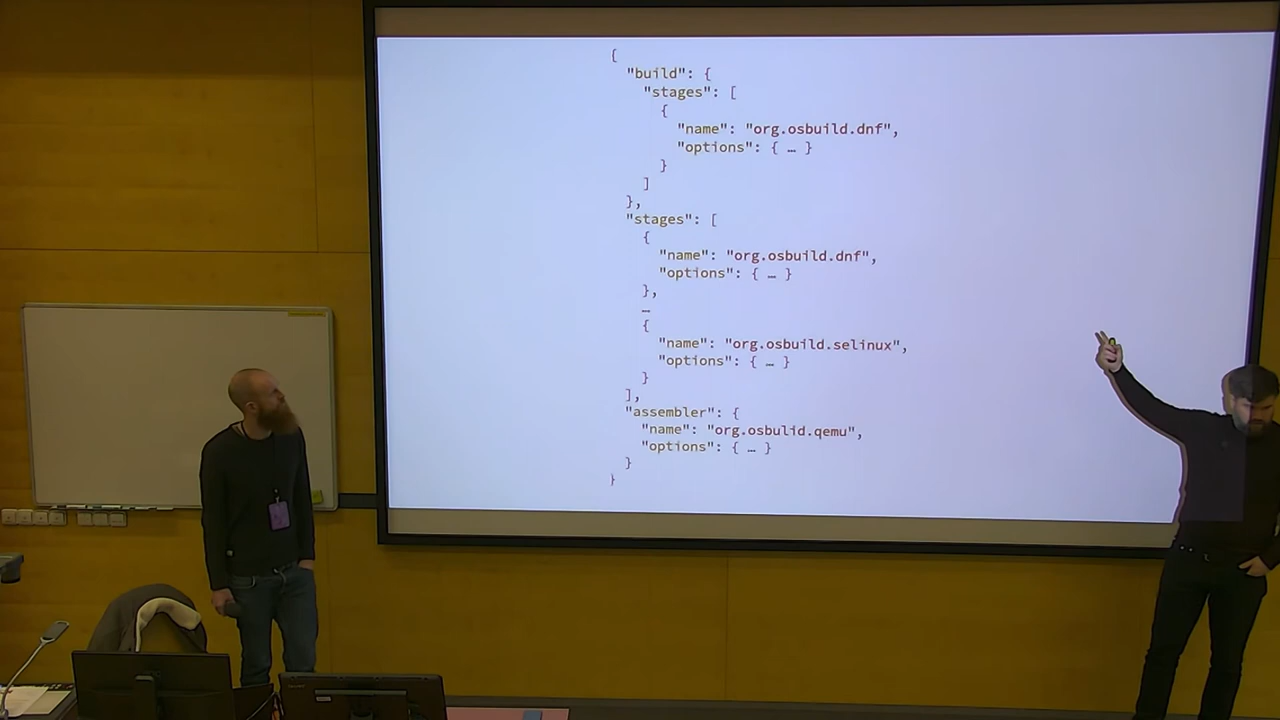 {
"build": {
"stages": [
{
"name": "org.osbuild.dnf",
"options": { … }
}
]
},
"stages": [
{
"name": "org.osbuild.dnf",
"options": { … }
},
…
{
"name": "org.osbuild.selinux",
"options": { … }
}
],
"assembler": {
"name": "org.osbulid.qemu",
"options": { … }
}
}